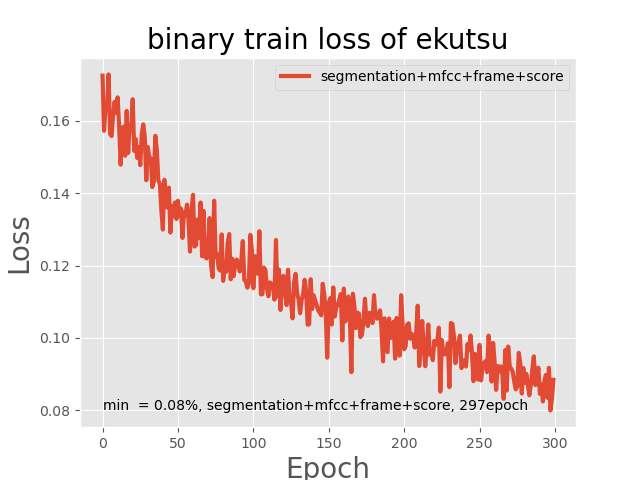 binary train loss of ekutsu
segmentation+mfcc+frame+score
Loss
0.16
0.14
0.12
0.10
0.08
min  = 0.08%, segmentation+mfcc+frame+score, 297epoch
0 50 100 150 200 250 300
Epoch